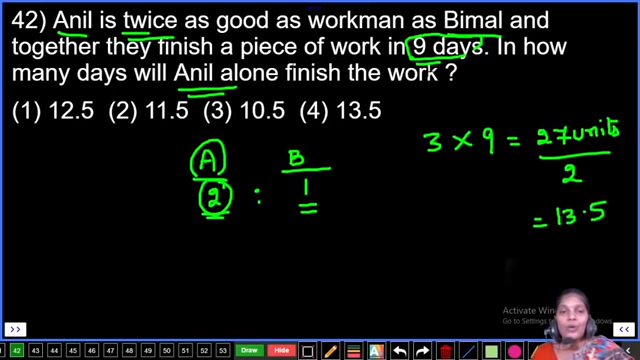 42) Anil is twice as good as workman as Bimal and
together they finish a piece of work in 9 days. In how
many days will Anil alone finish the work ?
(1) 12.5 (2) 11.5 (3) 10.5 (4) 13.5
3 × 9 = 27 units
2
= 13.5
A B
2 : 1
Activate Windows
Go to Settings to activate Windows.
>> 42 43 44 45 46 47 48 49 50 51 52 53 Draw Hide A <<